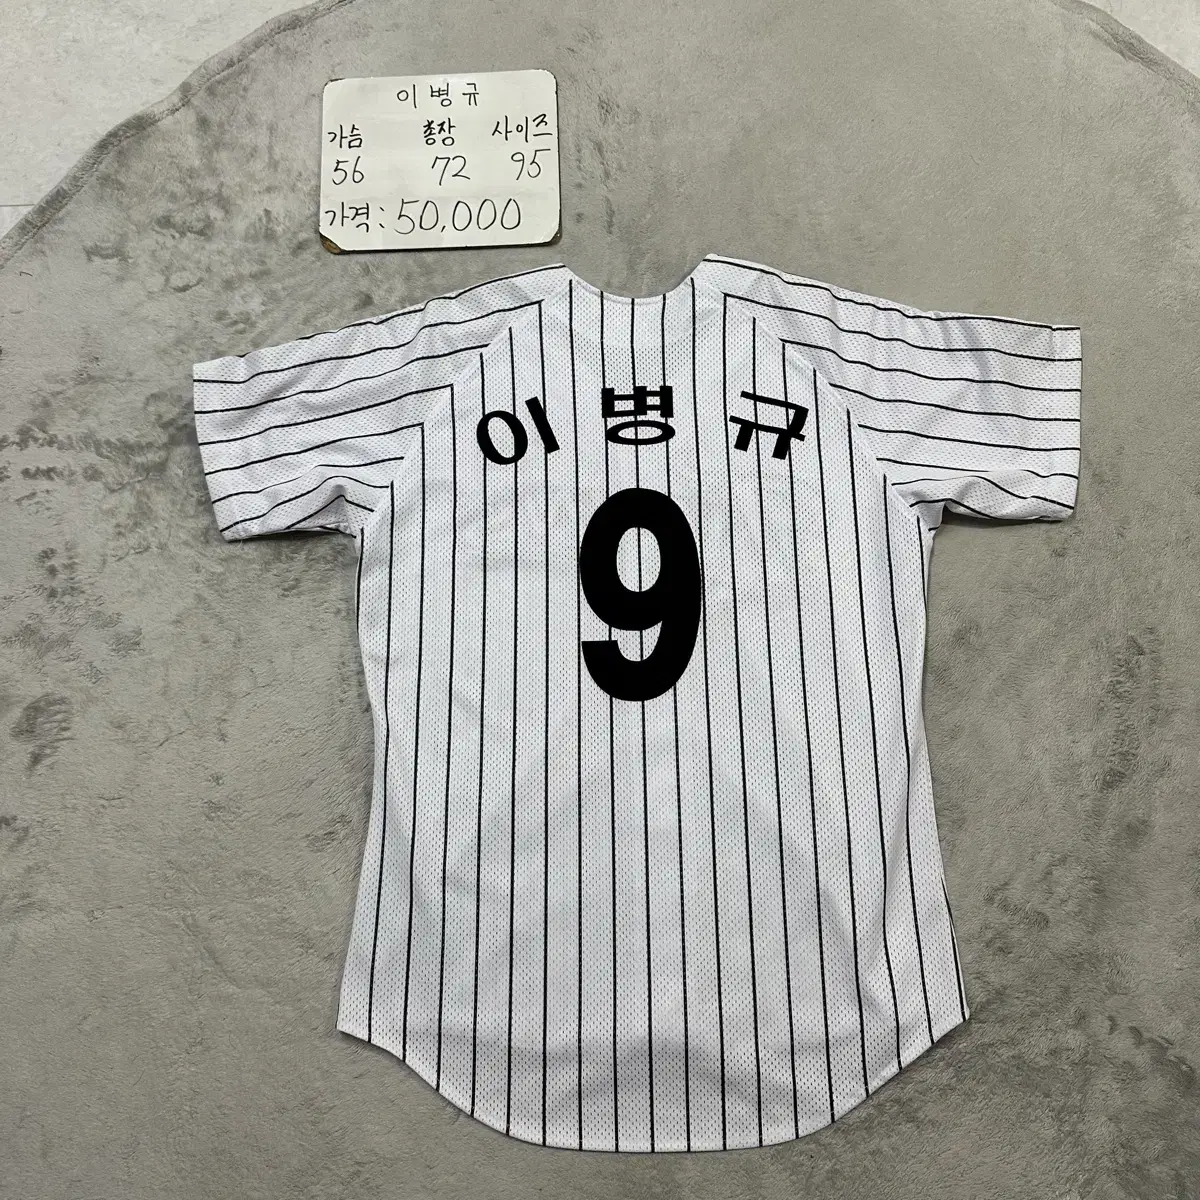 이병규
가슴 총장 사이즈
56 72 95
가격: 50,000
이병규
9